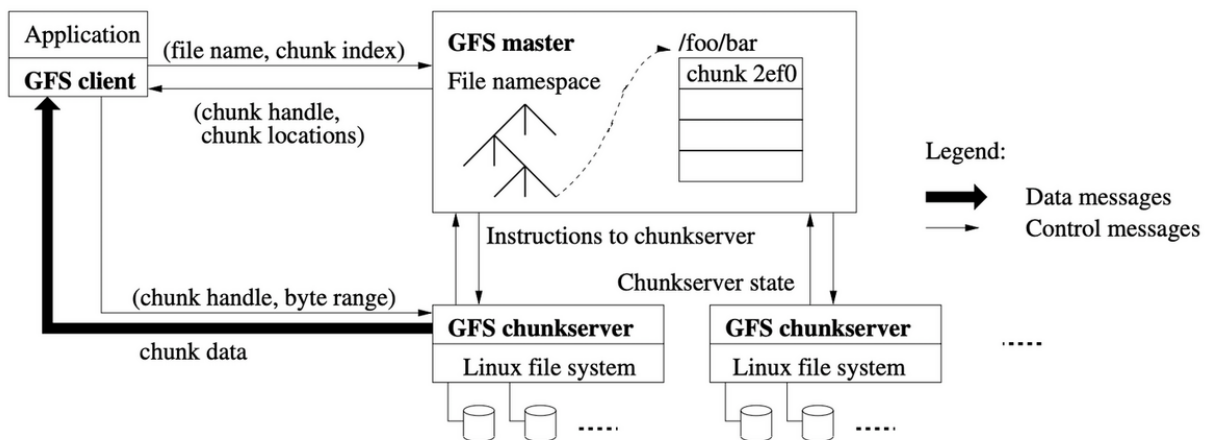 Application
GFS client
(file name, chunk index)
(chunk handle,
chunk locations)
GFS master
File namespace
/foo/bar
chunk 2ef0
Legend:
Data messages
Control messages
Instructions to chunkserver
Chunkserver state
(chunk handle, byte range)
chunk data
GFS chunkserver
Linux file system
GFS chunkserver
Linux file system